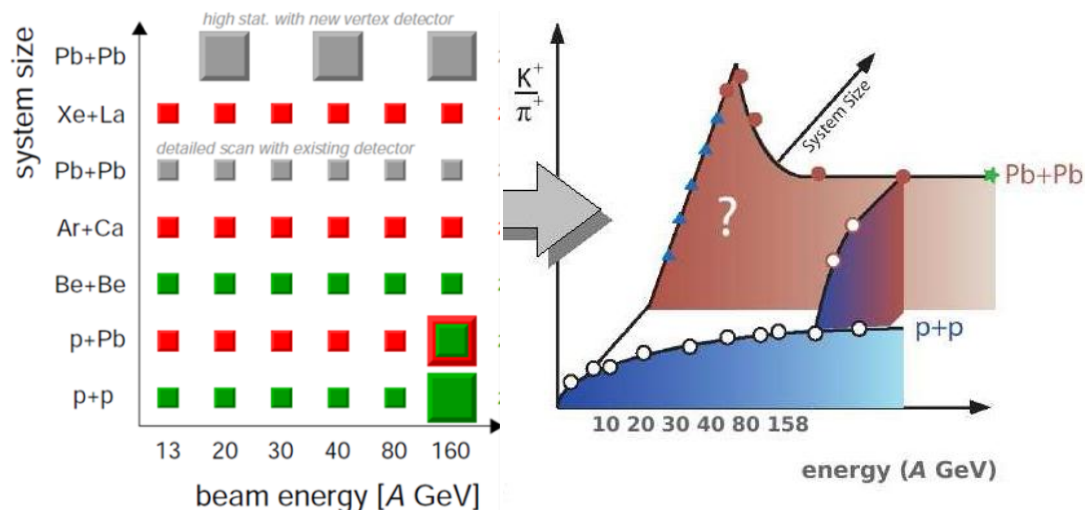 high stat. with new vertex detector
Pb+Pb
Xe+La
detailed scan with existing detector
Pb+Pb
Ar+Ca
Be+Be
p+Pb
p+p
system size
13 20 30 40 80 160
beam energy [A GeV]
K+
π+
System Size
Pb+Pb
?
p+p
10 20 30 40 80 158
energy (A GeV)